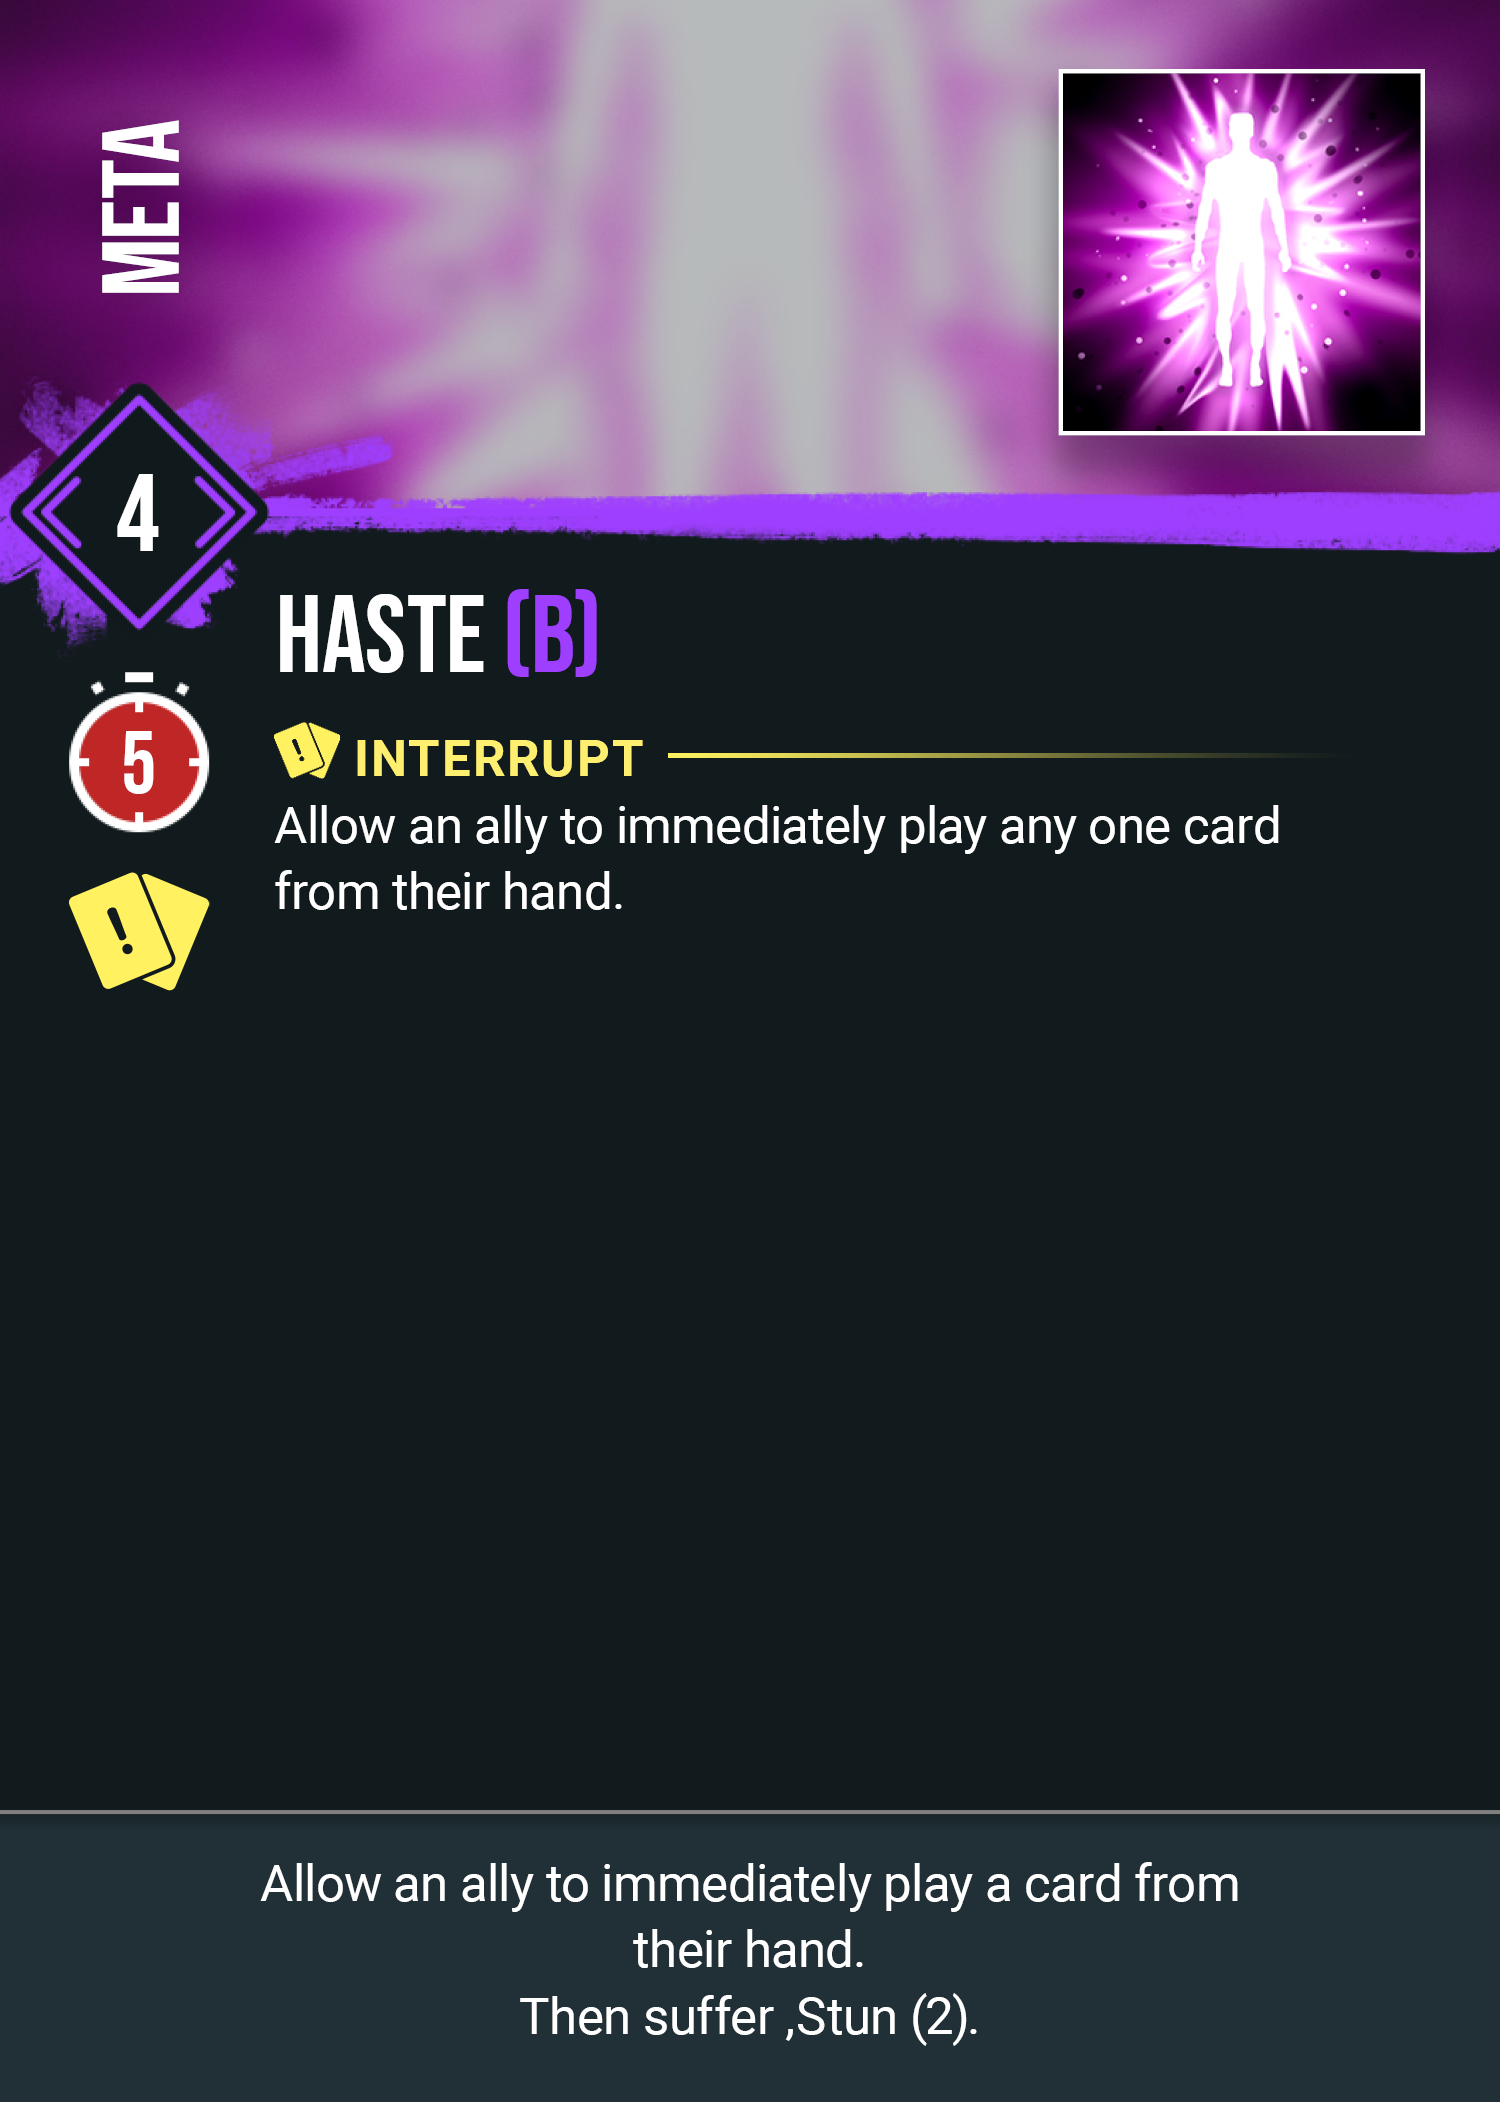 META
4
HASTE (B)
5
INTERRUPT
Allow an ally to immediately play any one card
from their hand.
Allow an ally to immediately play a card from
their hand.
Then suffer ,Stun (2).